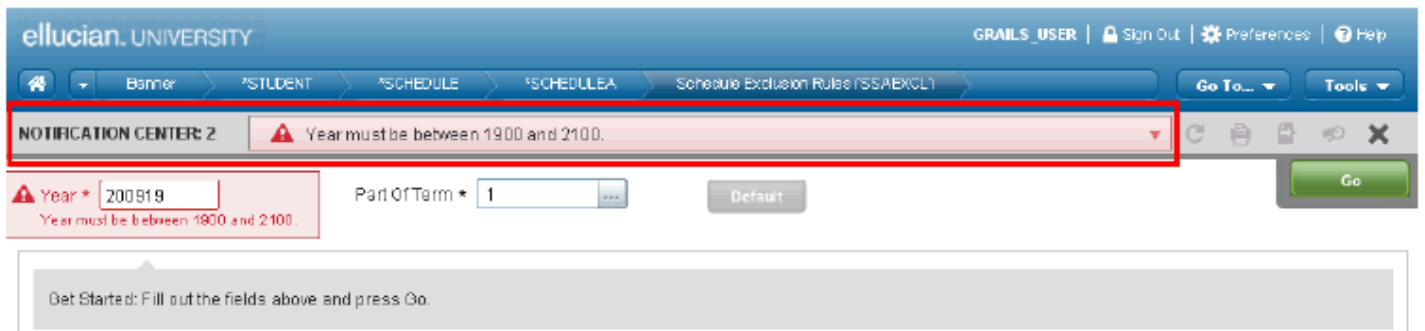 ellucian. UNIVERSITY
GRAILS_USER | Sign Out | Preferences | Help
Banner *STUDENT *SCHEDULE *SCHEDULEA Schedule Exclusion Rules (SSAEXCL) Go To... Tools
NOTIFICATION CENTER: 2 Year must be between 1900 and 2100.
Year * 200919 Part Of Term * 1 ... Default Go
Year must be between 1900 and 2100.
Get Started: Fill out the fields above and press Go.